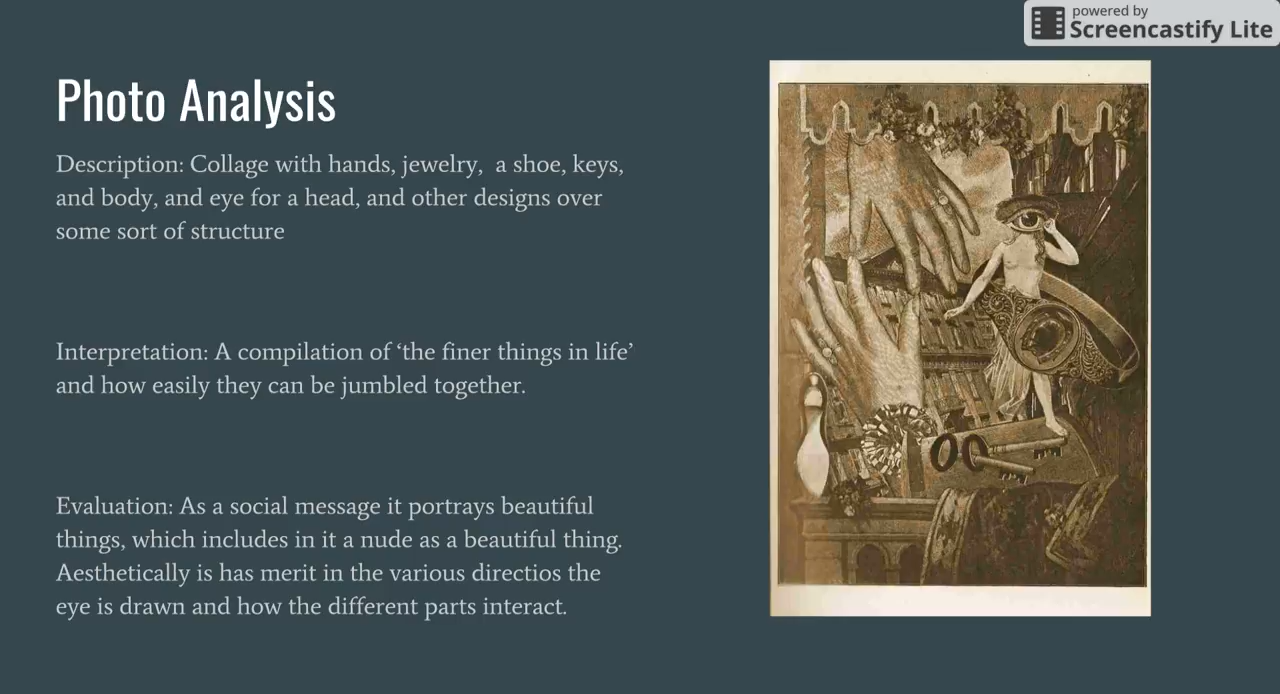 powered by
Screencastify Lite
Photo Analysis
Description: Collage with hands, jewelry,  a shoe, keys,
and body, and eye for a head, and other designs over
some sort of structure
Interpretation: A compilation of ‘the finer things in life’
and how easily they can be jumbled together.
Evaluation: As a social message it portrays beautiful
things, which includes in it a nude as a beautiful thing.
Aesthetically is has merit in the various directios the
eye is drawn and how the different parts interact.